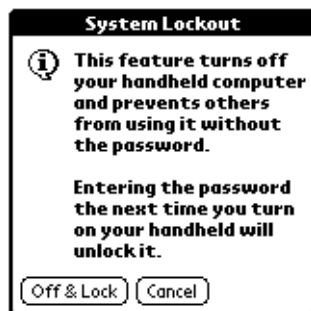 System Lockout
This feature turns off
your handheld computer
and prevents others
from using it without
the password.
Entering the password
the next time you turn
on your handheld will
unlock it.
Off & Lock Cancel